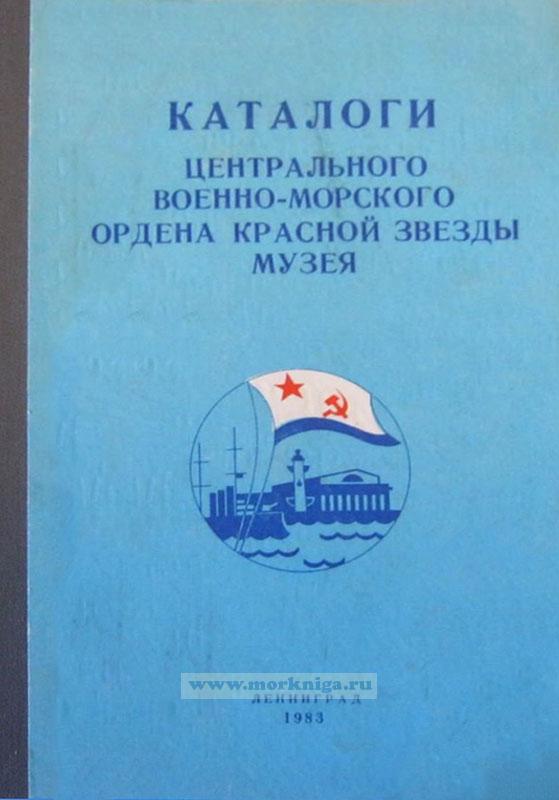 КАТАЛОГИ
ЦЕНТРАЛЬНОГО
ВОЕННО-МОРСКОГО
ОРДЕНА КРАСНОЙ ЗВЕЗДЫ
МУЗЕЯ
www.morkniga.ru
ЛЕНИНГРАД
1983